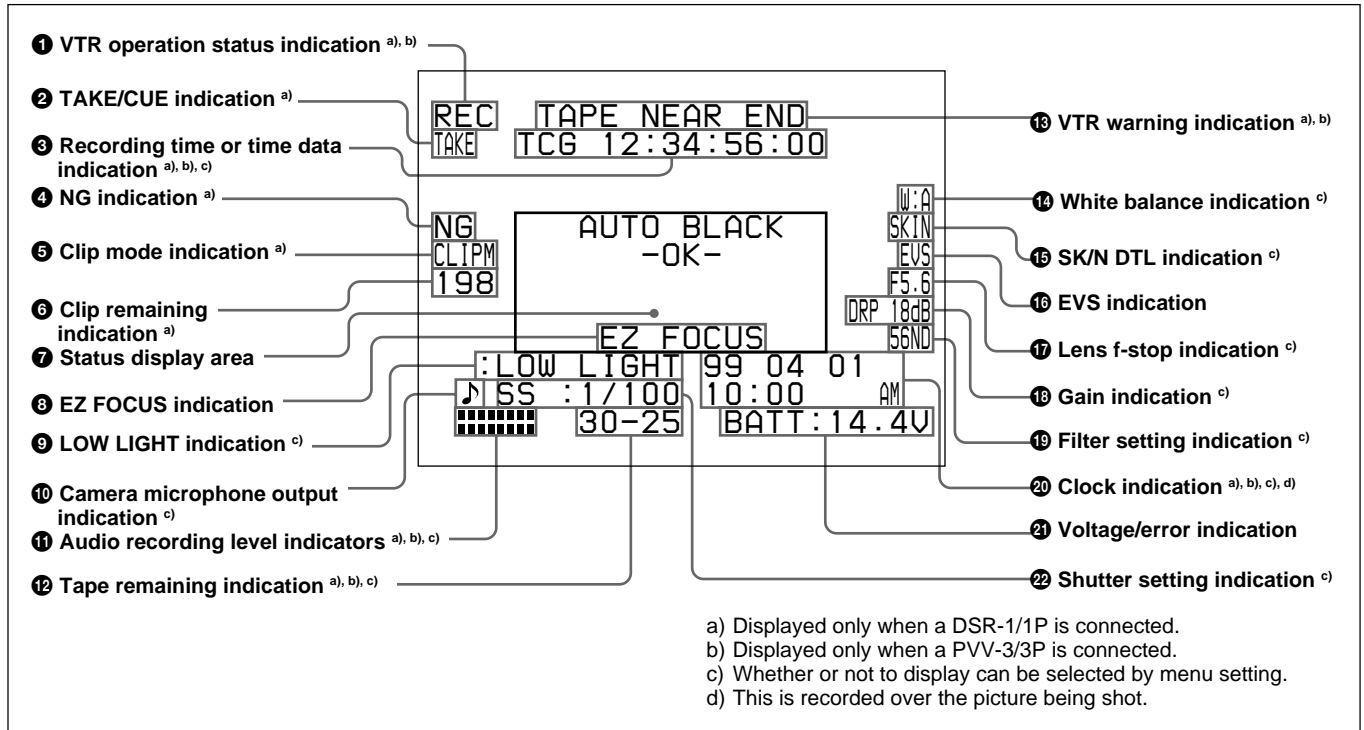 ❶ VTR operation status indication a), b)
❷ TAKE/CUE indication a)
❸ Recording time or time data
indication a), b), c)
❹ NG indication a)
❺ Clip mode indication a)
❻ Clip remaining
indication a)
❼ Status display area
❽ EZ FOCUS indication
❾ LOW LIGHT indication c)
❿ Camera microphone output
indication c)
⓫ Audio recording level indicators a), b), c)
⓬ Tape remaining indication a), b), c)
REC TAPE NEAR END
TAKE TCG 12:34:56:00
W:A
NG AUTO BLACK SKIN
CLIPM -OK- EVS
198 F5.6
DRP 18dB
EZ FOCUS 56ND
:LOW LIGHT 99 04 01
♪ SS :1/100 10:00 AM
30-25 BATT:14.4V
⓭ VTR warning indication a), b)
⓮ White balance indication c)
⓯ SK/N DTL indication c)
⓰ EVS indication
⓱ Lens f-stop indication c)
⓲ Gain indication c)
⓳ Filter setting indication c)
⓴ Clock indication a), b), c), d)
㉑ Voltage/error indication
㉒ Shutter setting indication c)
a) Displayed only when a DSR-1/1P is connected.
b) Displayed only when a PVV-3/3P is connected.
c) Whether or not to display can be selected by menu setting.
d) This is recorded over the picture being shot.